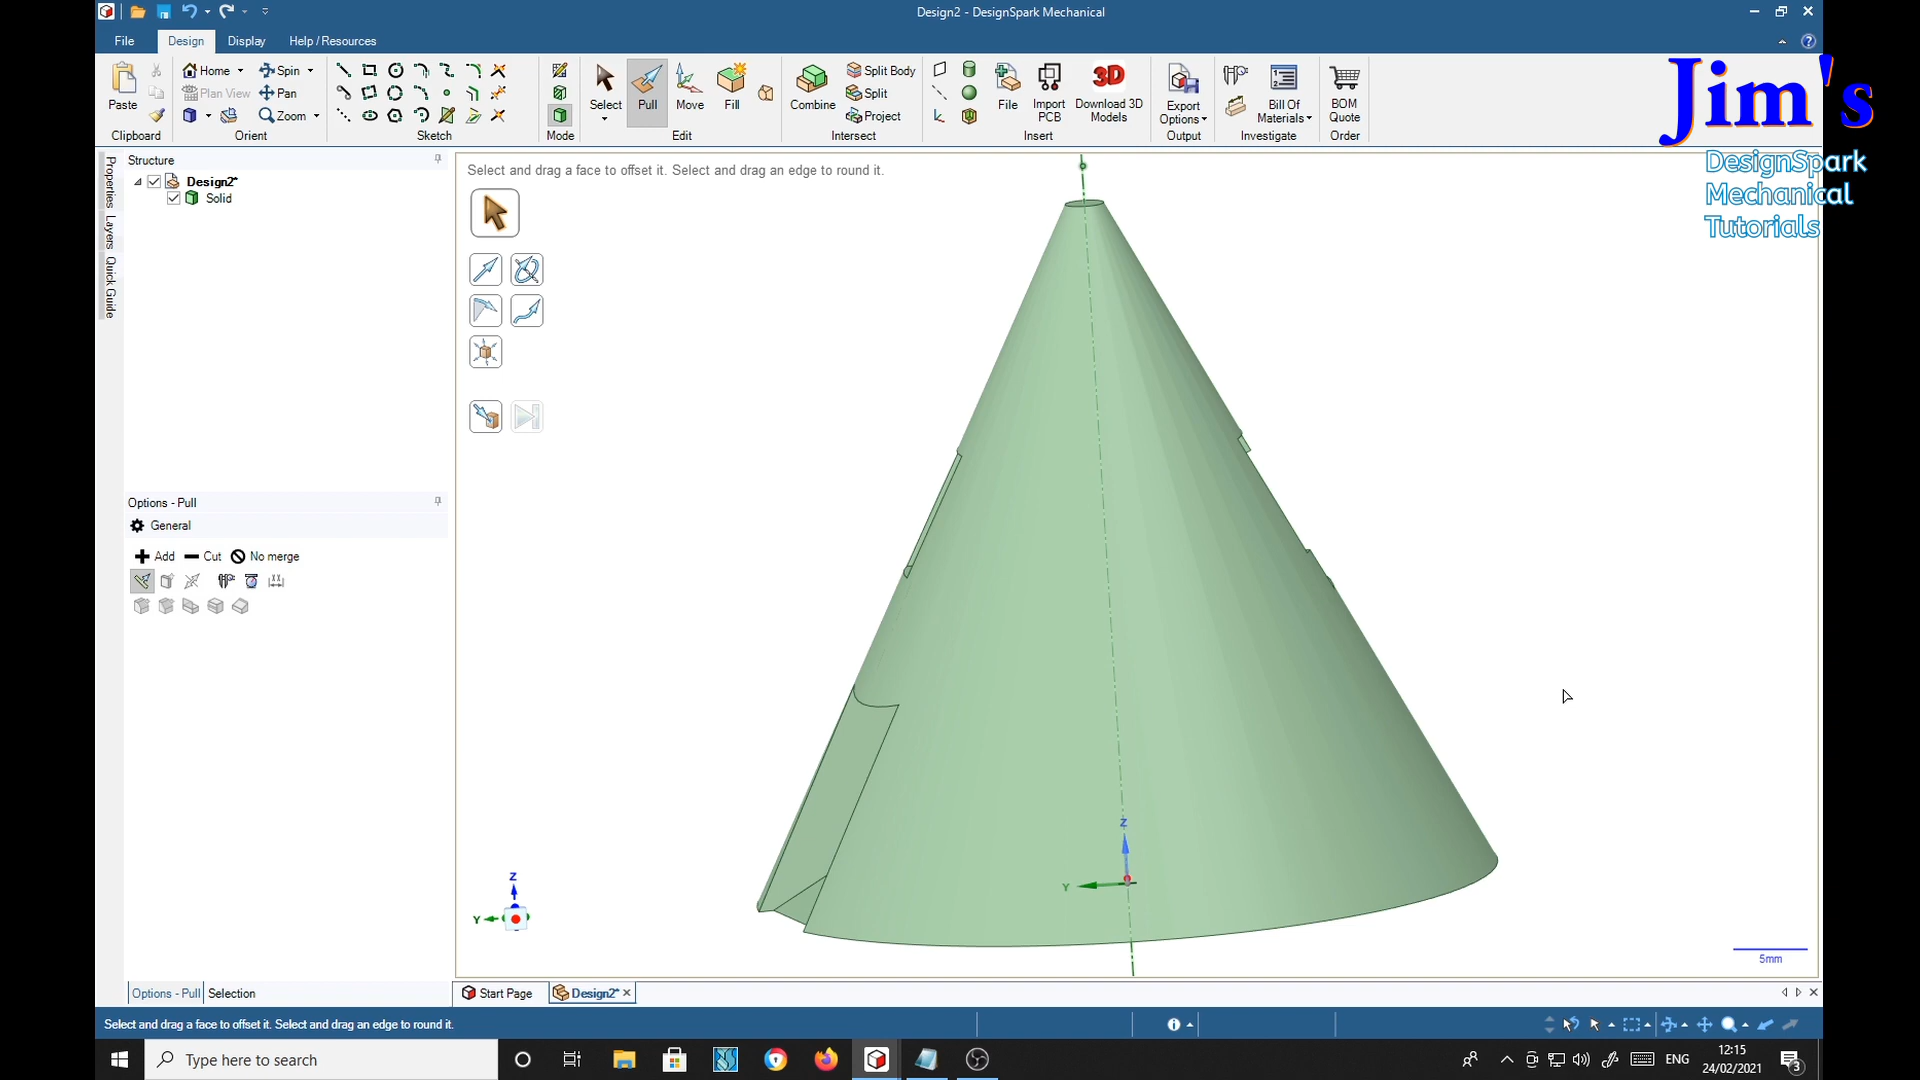 Design2 - DesignSpark Mechanical
File Design Display Help / Resources
Jim's
DesignSpark
Mechanical
Tutorials
Paste
Clipboard
Home Spin
Plan View Pan
Zoom
Orient
Sketch
Mode
Select Pull Move Fill
Edit
Combine
Split Body
Split
Project
Intersect
File
Import
PCB
3D
Download 3D
Models
Insert
Export
Options
Output
Bill Of
Materials
Investigate
BOM
Quote
Order
Properties Layers Quick Guide
Structure
Design2*
Solid
Select and drag a face to offset it. Select and drag an edge to round it.
Options - Pull
General
Add Cut No merge
Z
Y
Z
Y
5mm
Options - Pull Selection
Start Page Design2*
Select and drag a face to offset it. Select and drag an edge to round it.
Type here to search
ENG
12:15
24/02/2021
3